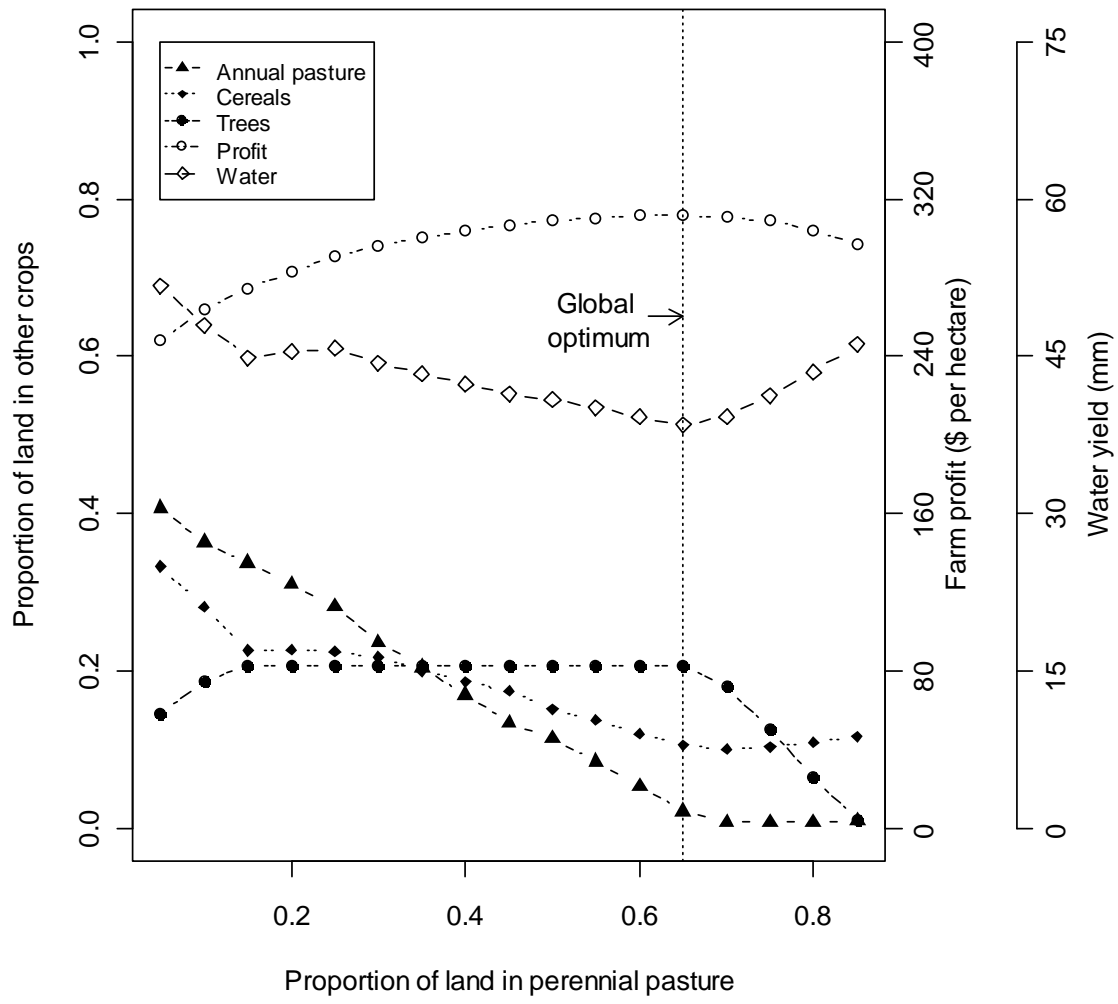 Annual pasture
Cereals
Trees
Profit
Water
Global
optimum
Proportion of land in other crops
0.0
0.2
0.4
0.6
0.8
1.0
Farm profit ($ per hectare)
0
80
160
240
320
400
Water yield (mm)
0
15
30
45
60
75
0.2
0.4
0.6
0.8
Proportion of land in perennial pasture